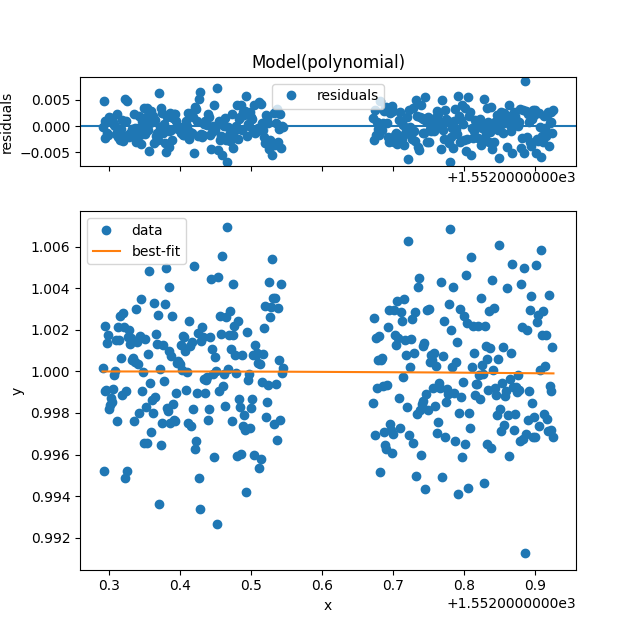 Model(polynomial)
residuals
0.005
0.000
−0.005
residuals
+1.5520000000e3
data
best-fit
1.006
1.004
1.002
1.000
0.998
0.996
0.994
0.992
y
0.3 0.4 0.5 0.6 0.7 0.8 0.9
x
+1.5520000000e3